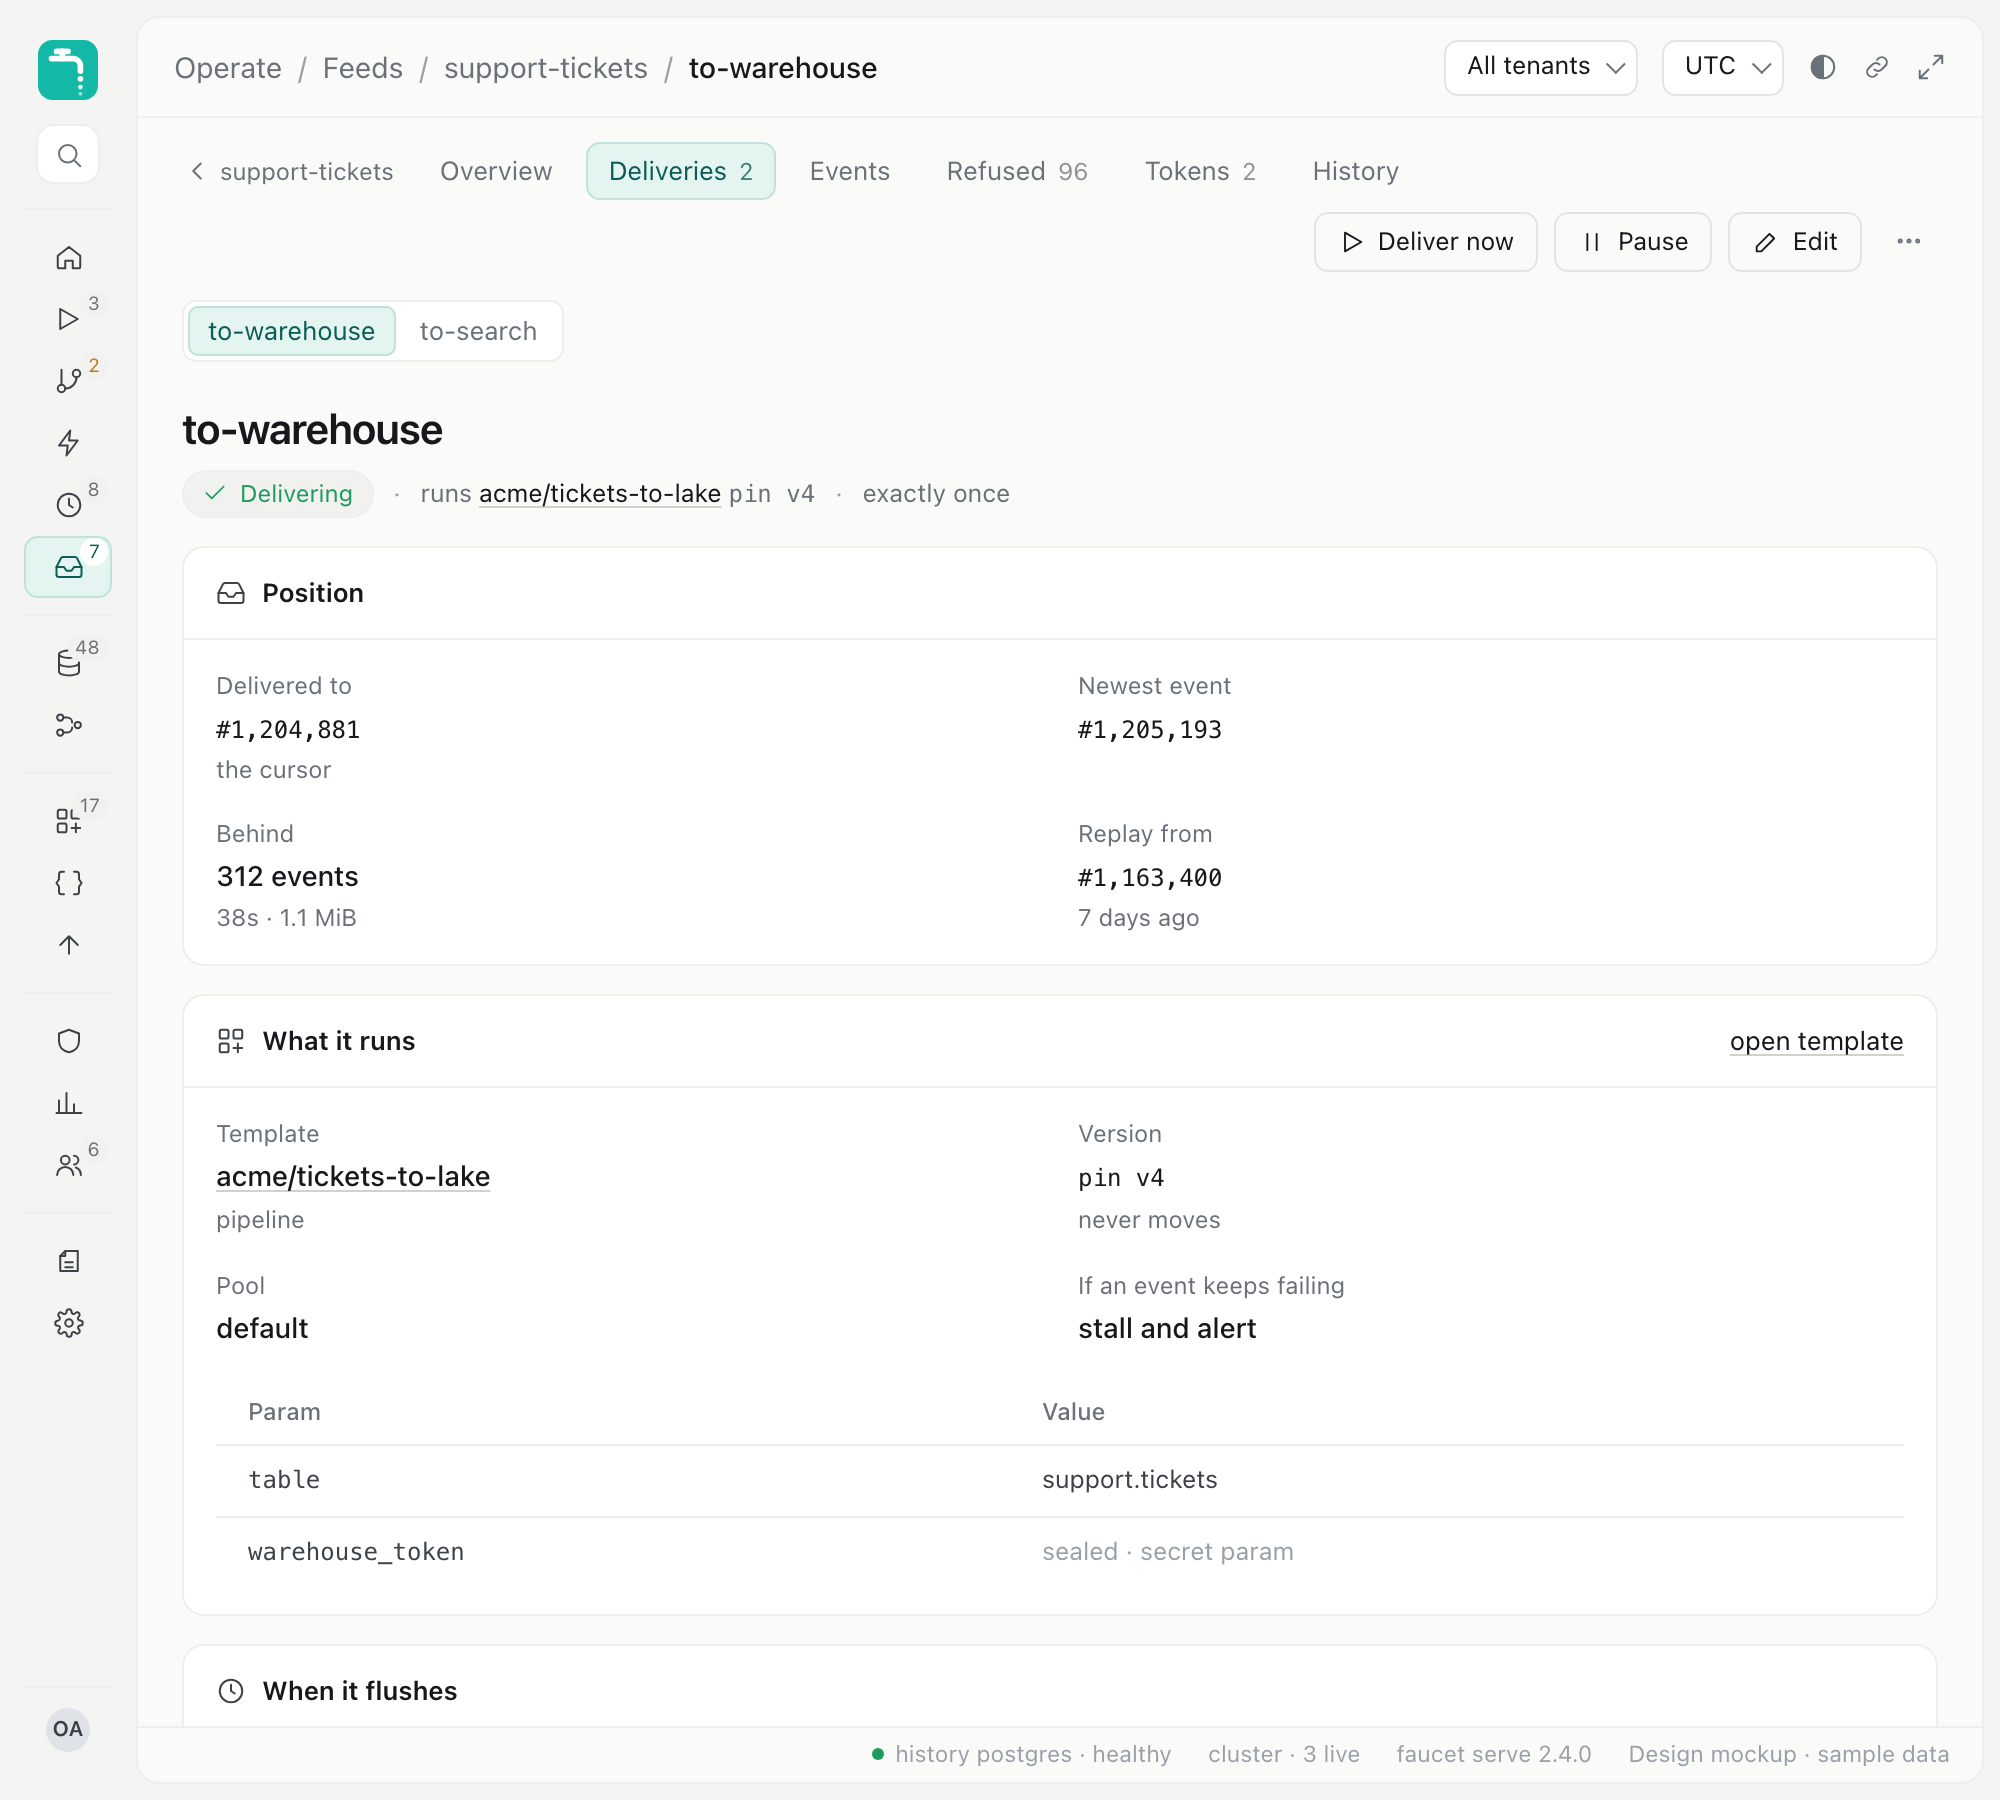 Operate / Feeds / support-tickets / to-warehouse
All tenants
UTC
support-tickets
Overview
Deliveries 2
Events
Refused 96
Tokens 2
History
Deliver now
Pause
Edit
3
2
8
7
48
17
6
OA
to-warehouse
to-search
to-warehouse
Delivering · runs acme/tickets-to-lake pin v4 · exactly once
Position
Delivered to
#1,204,881
the cursor
Newest event
#1,205,193
Behind
312 events
38s · 1.1 MiB
Replay from
#1,163,400
7 days ago
What it runs
open template
Template
acme/tickets-to-lake
pipeline
Version
pin v4
never moves
Pool
default
If an event keeps failing
stall and alert
Param Value
table support.tickets
warehouse_token sealed · secret param
When it flushes
history postgres · healthy
cluster · 3 live
faucet serve 2.4.0
Design mockup · sample data